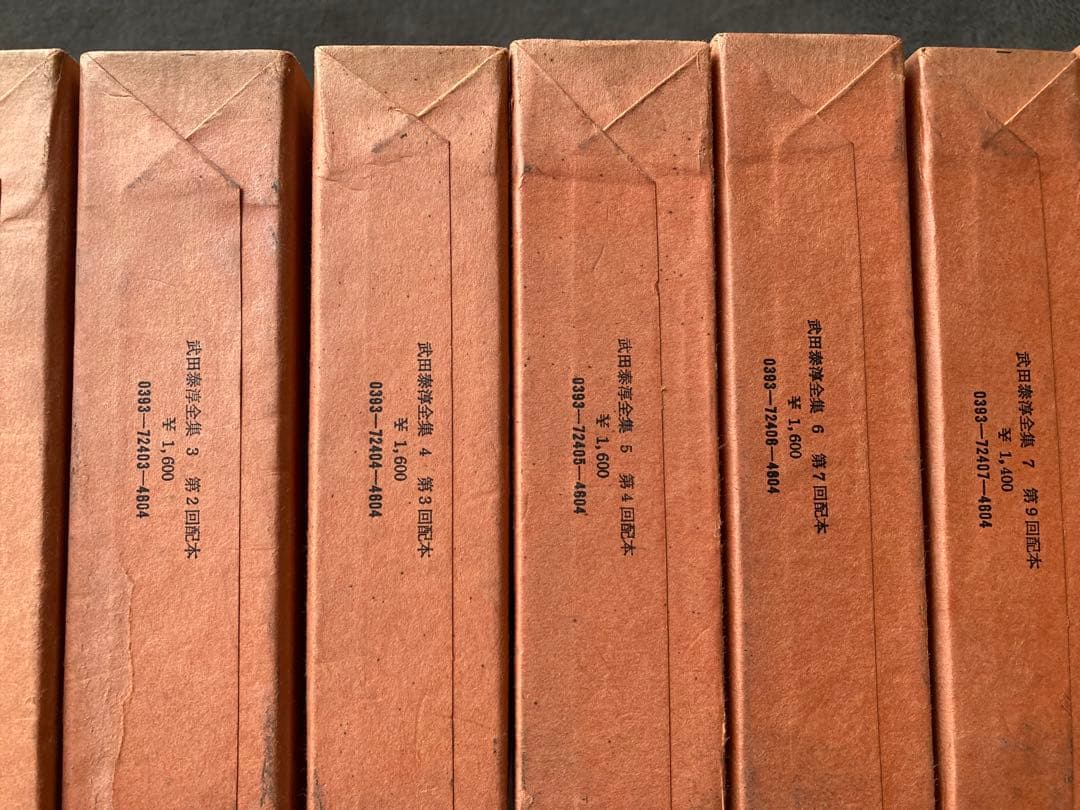 武田泰淳全集 3 第2回配本
¥ 1,600
0393—72403—4604
武田泰淳全集 4 第3回配本
¥ 1,600
0393—72404—4604
武田泰淳全集 5 第4回配本
¥ 1,600
0393—72405—4604
武田泰淳全集 6 第7回配本
¥ 1,600
0393—72406—4604
武田泰淳全集 7 第9回配本
¥ 1,400
0393—72407—4604